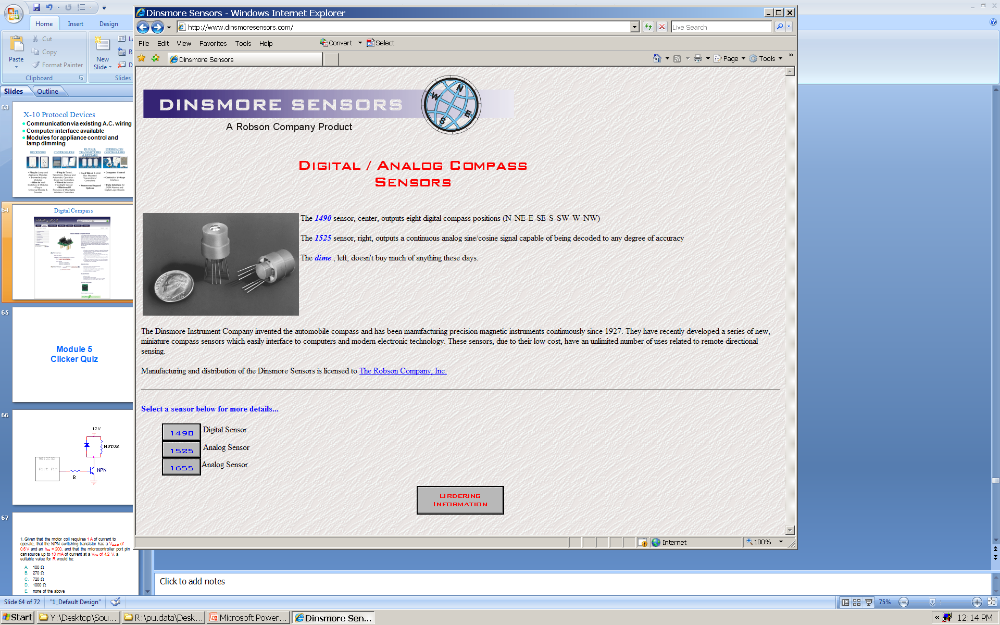 Dinsmore Sensors - Windows Internet Explorer
http://www.dinsmoresensors.com/
Live Search
File Edit View Favorites Tools Help
Convert Select
Dinsmore Sensors
Page Tools
Home Insert Design
Paste
Cut
Copy
Format Painter
Clipboard
New
Slide
Slides
Slides Outline
63
X-10 Protocol Devices
Communication via existing A.C. wiring
Computer interface available
Modules for appliance control and
lamp dimming
RECEIVERS CONTROLLERS IN WALL TRANSMITTERS & KEYPADS INTERFACES CONTROLLERS
64
Digital Compass
65
Module 5
Clicker Quiz
66
12V
MOTOR
Port Pin
R
NPN
67
1. Given that the motor coil requires 1 A of current to
operate, that the NPN switching transistor has a V of
0.6 V and an hFE = 200, and that the microcontroller port pin
can source up to 10 mA of current at a VOH of 4.2 V, a
suitable value for R would be:
A. 100 Ω
B. 270 Ω
C. 720 Ω
D. 1000 Ω
E. none of the above
DINSMORE SENSORS
N
W
E
S
A Robson Company Product
DIGITAL / ANALOG COMPASS
SENSORS
The 1490 sensor, center, outputs eight digital compass positions (N-NE-E-SE-S-SW-W-NW)
The 1525 sensor, right, outputs a continuous analog sine/cosine signal capable of being decoded to any degree of accuracy
The dime , left, doesn't buy much of anything these days.
The Dinsmore Instrument Company invented the automobile compass and has been manufacturing precision magnetic instruments continuously since 1927. They have recently developed a series of new,
miniature compass sensors which easily interface to computers and modern electronic technology. These sensors, due to their low cost, have an unlimited number of uses related to remote directional
sensing.
Manufacturing and distribution of the Dinsmore Sensors is licensed to The Robson Company, Inc.
Select a sensor below for more details...
1490 Digital Sensor
1525 Analog Sensor
1655 Analog Sensor
ORDERING
INFORMATION
Internet
100%
Click to add notes
Slide 64 of 72 "1_Default Design" 75%
Start Y:\Desktop\Sou... R:\pu.data\Desk... Microsoft Power... Dinsmore Sen... « 12:14 PM